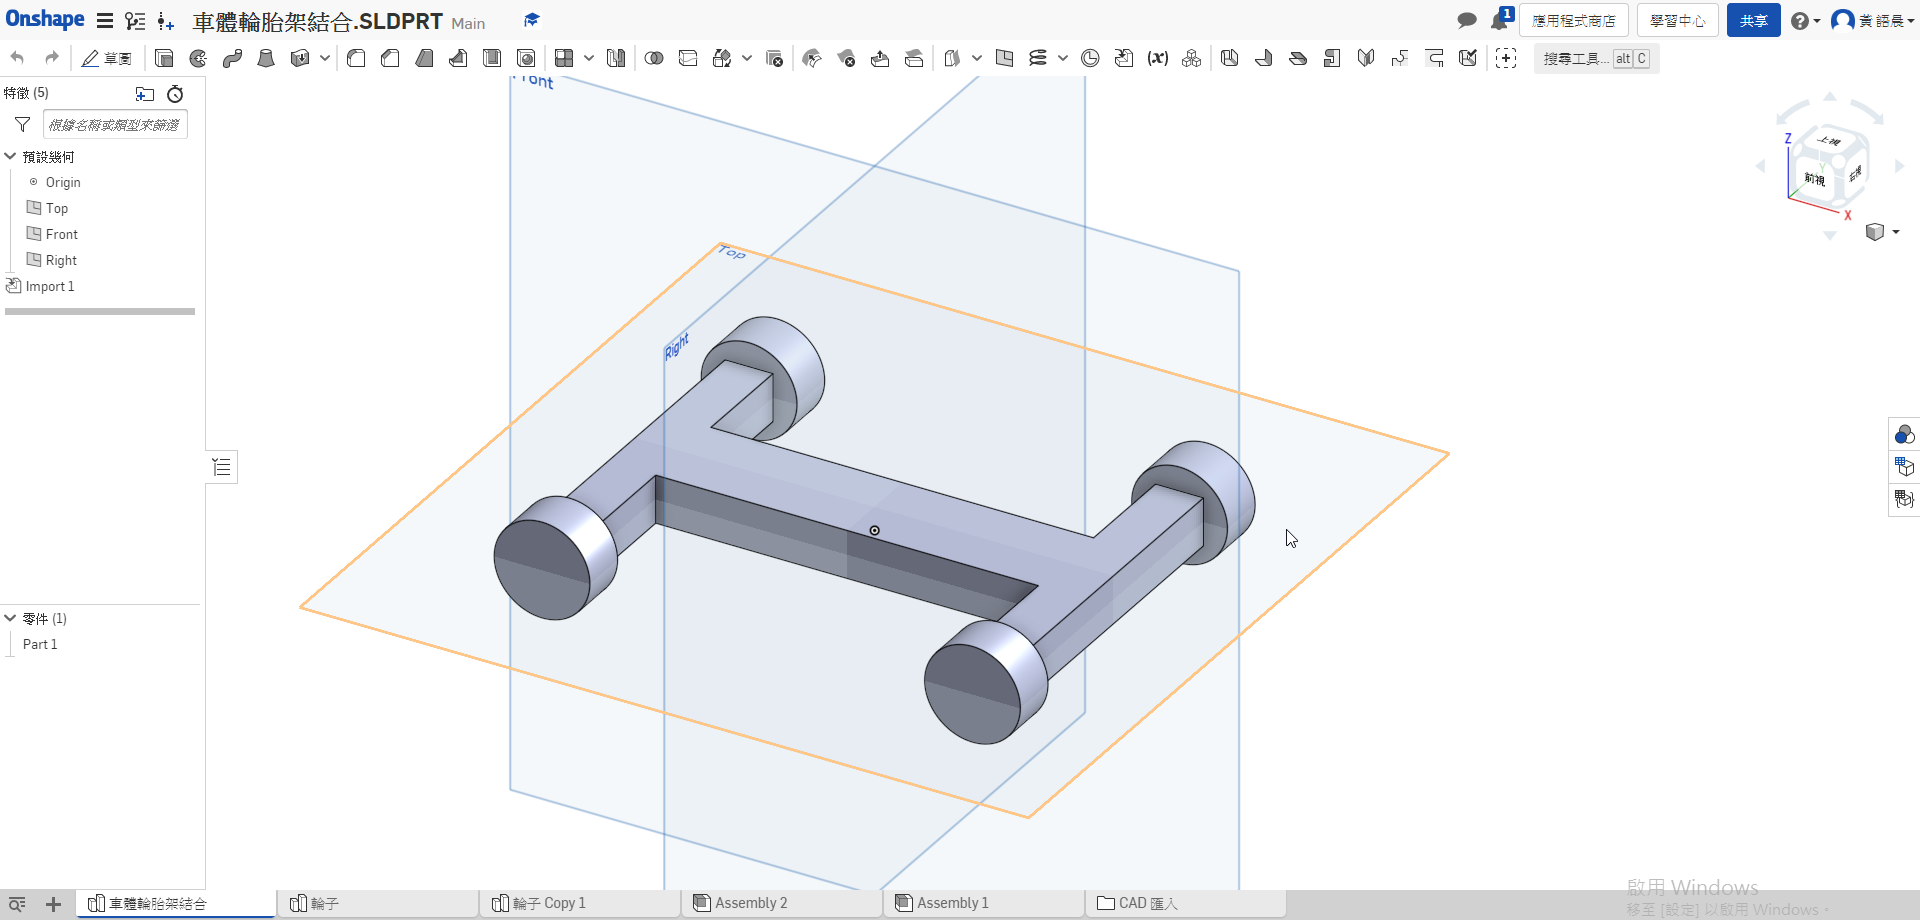 Onshape
車體輪胎架結合.SLDPRT Main
1
應用程式商店
學習中心
共享
黃 語晨
草圖
搜尋工具... alt C
特徵 (5)
根據名稱或類型來篩選
預設幾何
Origin
Top
Front
Right
Import 1
零件 (1)
Part 1
Front
Top
Right
Z
上視
Y
前視
右視
X
啟用 Windows
移至 [設定] 以啟用 Windows。
車體輪胎架結合
輪子
輪子 Copy 1
Assembly 2
Assembly 1
CAD 匯入